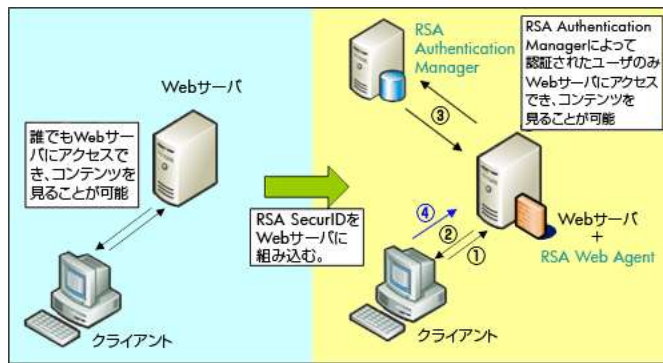 Webサーバ
誰でもWebサー
バにアクセスで
き、コンテンツを
見ることが可能
クライアント
RSA SecurIDを
Webサーバに
組み込む。
RSA
Authentication
Manager
RSA Authentication
Managerによって
認証されたユーザのみ
Webサーバにアクセス
でき、コンテンツを
見ることが可能
③
④
②
①
Webサーバ
+
RSA Web Agent
クライアント